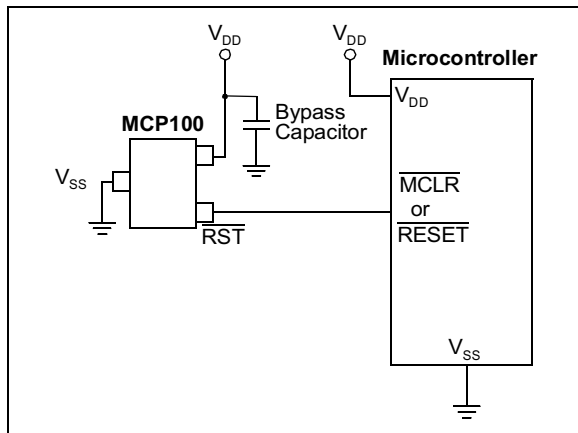 VDD
VDD
Microcontroller
VDD
Bypass
Capacitor
MCP100
VSS
MCLR
or
RESET
RST
VSS